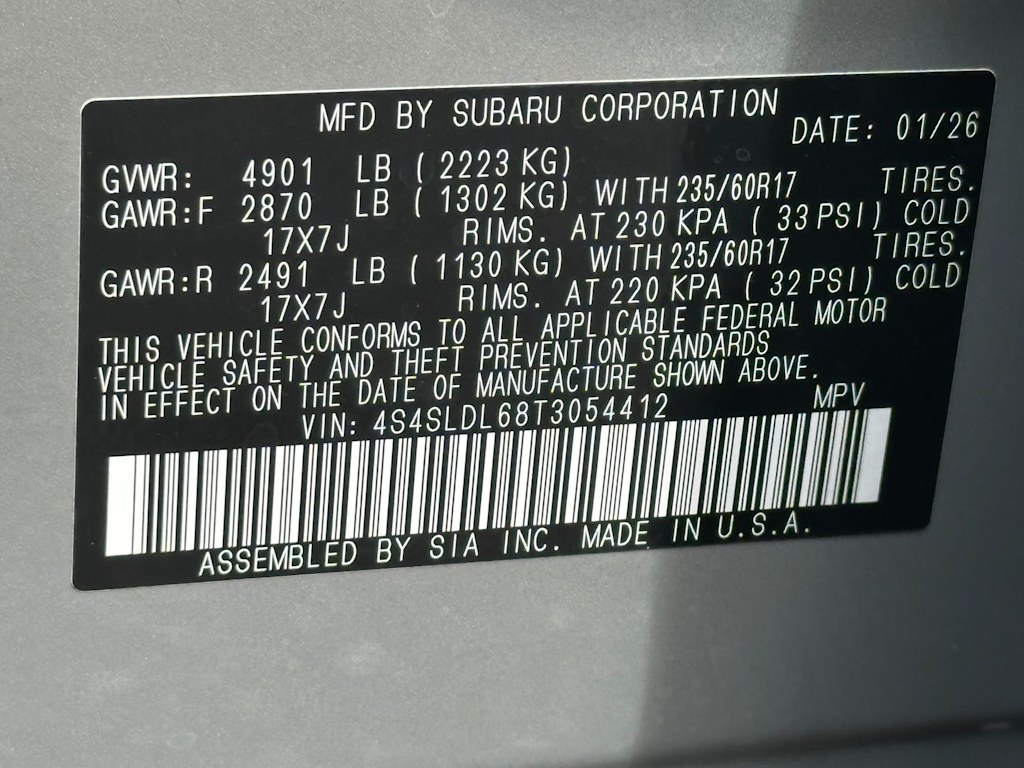 MFD BY SUBARU CORPORATION
DATE: 01/26
GVWR: 4901 LB ( 2223 KG)
GAWR:F 2870 LB ( 1302 KG) WITH 235/60R17 TIRES.
17X7J RIMS. AT 230 KPA ( 33 PSI) COLD
GAWR:R 2491 LB ( 1130 KG) WITH 235/60R17 TIRES.
17X7J RIMS. AT 220 KPA ( 32 PSI) COLD
THIS VEHICLE CONFORMS TO ALL APPLICABLE FEDERAL MOTOR
VEHICLE SAFETY AND THEFT PREVENTION STANDARDS
IN EFFECT ON THE DATE OF MANUFACTURE SHOWN ABOVE.
VIN: 4S4SLDL68T3054412 MPV
ASSEMBLED BY SIA INC. MADE IN U.S.A.